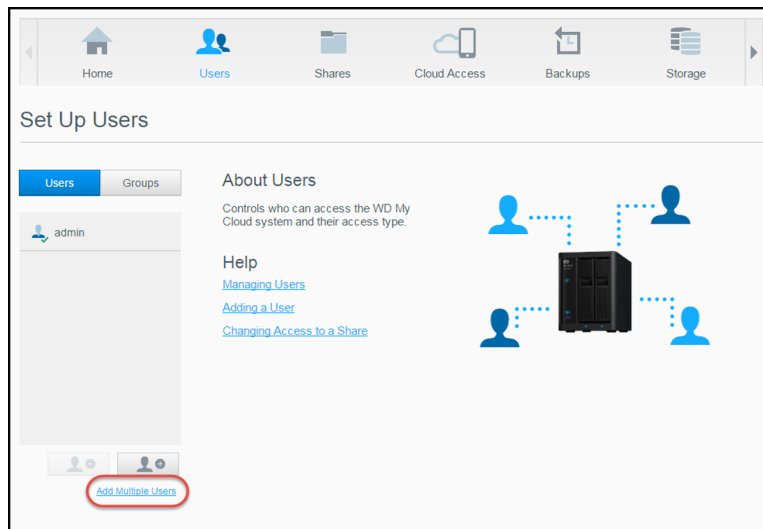 Home
Users
Shares
Cloud Access
Backups
Storage
Set Up Users
Users
Groups
admin
About Users
Controls who can access the WD My
Cloud system and their access type.
Help
Managing Users
Adding a User
Changing Access to a Share
Add Multiple Users